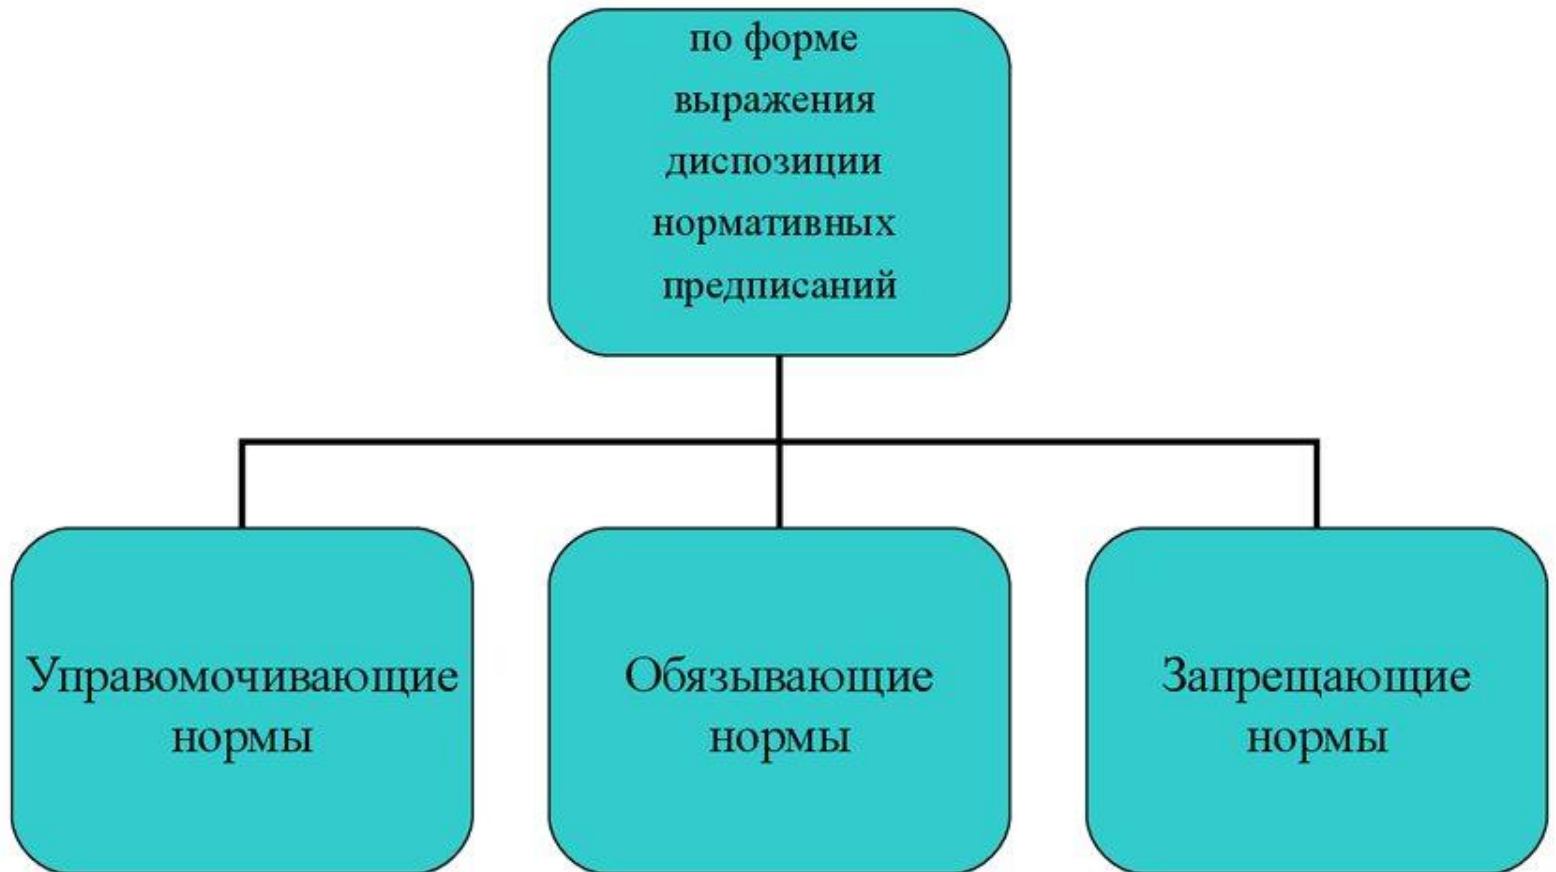 по форме
выражения
диспозиции
нормативных
предписаний
Управомочивающие
нормы
Обязывающие
нормы
Запрещающие
нормы